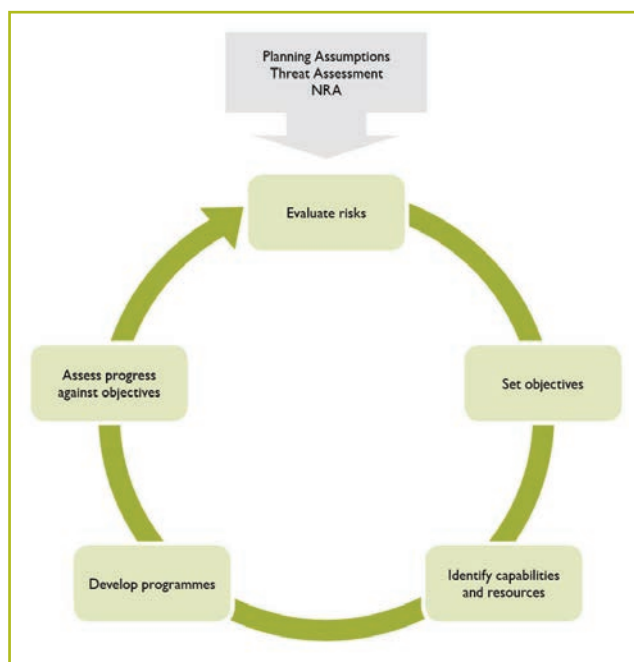 Planning Assumptions
Threat Assessment
NRA
Evaluate risks
Set objectives
Identify capabilities
and resources
Develop programmes
Assess progress
against objectives